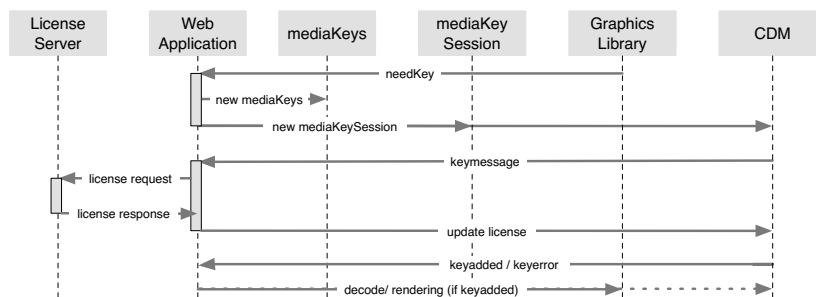 License
Server
Web
Application
mediaKeys
mediaKey
Session
Graphics
Library
CDM
needKey
new mediaKeys
new mediaKeySession
keymessage
license request
license response
update license
keyadded / keyerror
decode/ rendering (if keyadded)